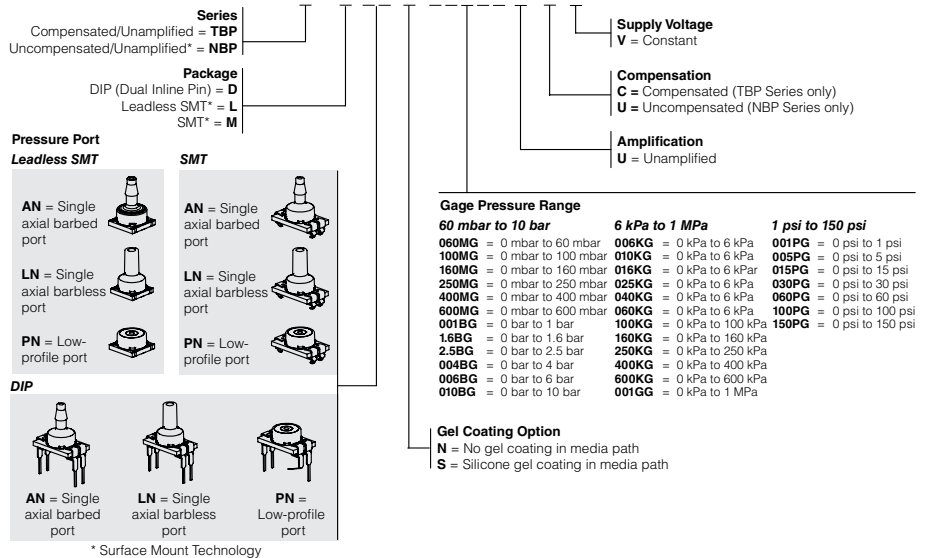 Series
Compensated/Unamplified = TBP
Uncompensated/Unamplified* = NBP
Package
DIP (Dual Inline Pin) = D
Leadless SMT* = L
SMT* = M
Pressure Port
Leadless SMT
AN = Single
axial barbed
port
LN = Single
axial barbless
port
PN = Low-
profile port
SMT
AN = Single
axial barbed
port
LN = Single
axial barbless
port
PN = Low-
profile port
DIP
AN = Single
axial barbed
port
LN = Single
axial barbless
port
PN =
Low-profile
port
* Surface Mount Technology
Supply Voltage
V = Constant
Compensation
C = Compensated (TBP Series only)
U = Uncompensated (NBP Series only)
Amplification
U = Unamplified
Gage Pressure Range
60 mbar to 10 bar
060MG = 0 mbar to 60 mbar
100MG = 0 mbar to 100 mbar
160MG = 0 mbar to 160 mbar
250MG = 0 mbar to 250 mbar
400MG = 0 mbar to 400 mbar
600MG = 0 mbar to 600 mbar
001BG = 0 bar to 1 bar
1.6BG = 0 bar to 1.6 bar
2.5BG = 0 bar to 2.5 bar
004BG = 0 bar to 4 bar
006BG = 0 bar to 6 bar
010BG = 0 bar to 10 bar
6 kPa to 1 MPa
006KG = 0 kPa to 6 kPa
010KG = 0 kPa to 6 kPa
016KG = 0 kPa to 6 kPar
025KG = 0 kPa to 6 kPa
040KG = 0 kPa to 6 kPa
060KG = 0 kPa to 6 kPa
100KG = 0 kPa to 100 kPa
160KG = 0 kPa to 160 kPa
250KG = 0 kPa to 250 kPa
400KG = 0 kPa to 400 kPa
600KG = 0 kPa to 600 kPa
001GG = 0 kPa to 1 MPa
1 psi to 150 psi
001PG = 0 psi to 1 psi
005PG = 0 psi to 5 psi
015PG = 0 psi to 15 psi
030PG = 0 psi to 30 psi
060PG = 0 psi to 60 psi
100PG = 0 psi to 100 psi
150PG = 0 psi to 150 psi
Gel Coating Option
N = No gel coating in media path
S = Silicone gel coating in media path